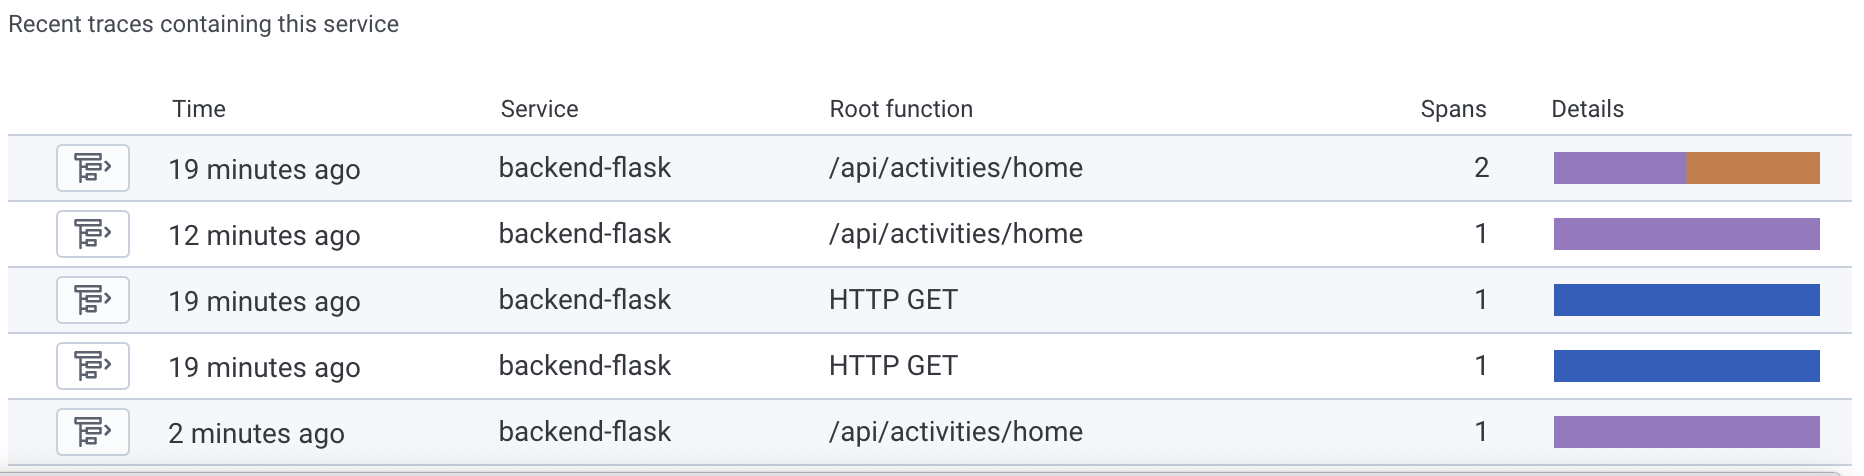 Recent traces containing this service
Time Service Root function Spans Details
19 minutes ago backend-flask /api/activities/home 2
12 minutes ago backend-flask /api/activities/home 1
19 minutes ago backend-flask HTTP GET 1
19 minutes ago backend-flask HTTP GET 1
2 minutes ago backend-flask /api/activities/home 1